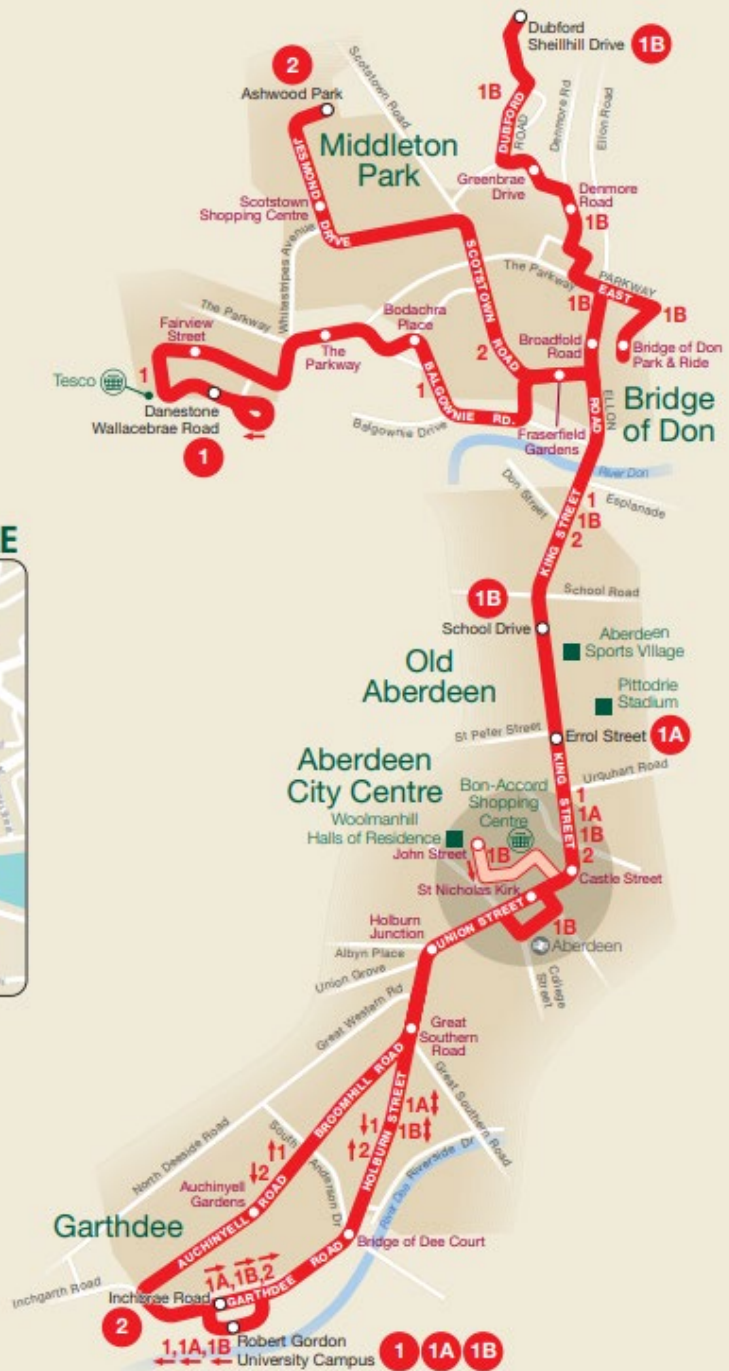 Dubford
Sheillhill Drive
1B
2
Ashwood Park
Scotstown Road
1B
DUBFORD
ROAD
Denmore Rd
Ellon Road
Middleton
Park
JESMOND
DRIVE
Greenbrae
Drive
Denmore
Road
1B
Scotstown
Shopping Centre
Whitestripes Avenue
SCOTSTOWN
ROAD
The Parkway
PARKWAY
EAST
1B
1B
The Parkway
Fairview
Street
Bodachra
Place
The
Parkway
2
Broadfold
Road
Bridge of Don
Park & Ride
Tesco
1
Danestone
Wallacebrae Road
1
1
BALGOWNIE RD.
Balgownie Drive
Fraserfield
Gardens
ELLON
ROAD
Bridge
of Don
River Don
Don Street
1
1B
2
Esplanade
KING STREET
E
1B
School Road
School Drive
Old
Aberdeen
Aberdeen
Sports Village
Pittodrie
Stadium
St Peter Street
Errol Street
1A
Aberdeen
City Centre
KING
STREET
Urquhart Road
Bon-Accord
Shopping
Centre
1
1A
1B
2
Woolmanhill
Halls of Residence
John Street
1B
Castle Street
St Nicholas Kirk
UNION STREET
1B
Holburn
Junction
Aberdeen
Albyn Place
Union Grove
College
Street
Great Western Rd
Great
Southern
Road
BROOMHILL ROAD
HOLBURN STREET
1A
1B
1
2
Great Southern Road
North Deeside Road
South
Anderson Dr
1
2
River Dee
Riverside Dr
Auchinyell
Gardens
AUCHINYELL
ROAD
Garthdee
Bridge of Dee Court
Inchgarth Road
1A,1B,2
GARTHDEE
ROAD
Inchbrae Road
2
1,1A,1B
Robert Gordon
University Campus
1
1A
1B